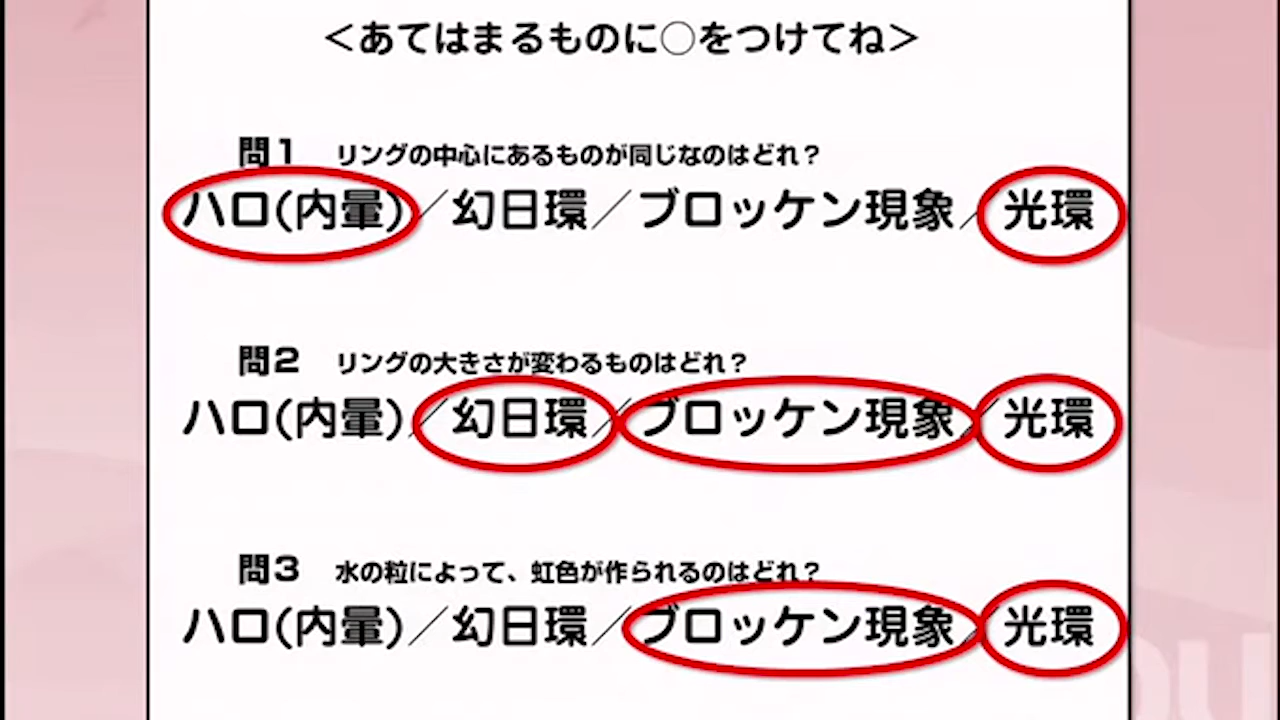 ＜あてはまるものに○をつけてね＞
問1 リングの中心にあるものが同じなのはどれ？
ハロ(内暈)／幻日環／ブロッケン現象／光環
問2 リングの大きさが変わるものはどれ？
ハロ(内暈)／幻日環／ブロッケン現象／光環
問3 水の粒によって、虹色が作られるのはどれ？
ハロ(内暈)／幻日環／ブロッケン現象／光環